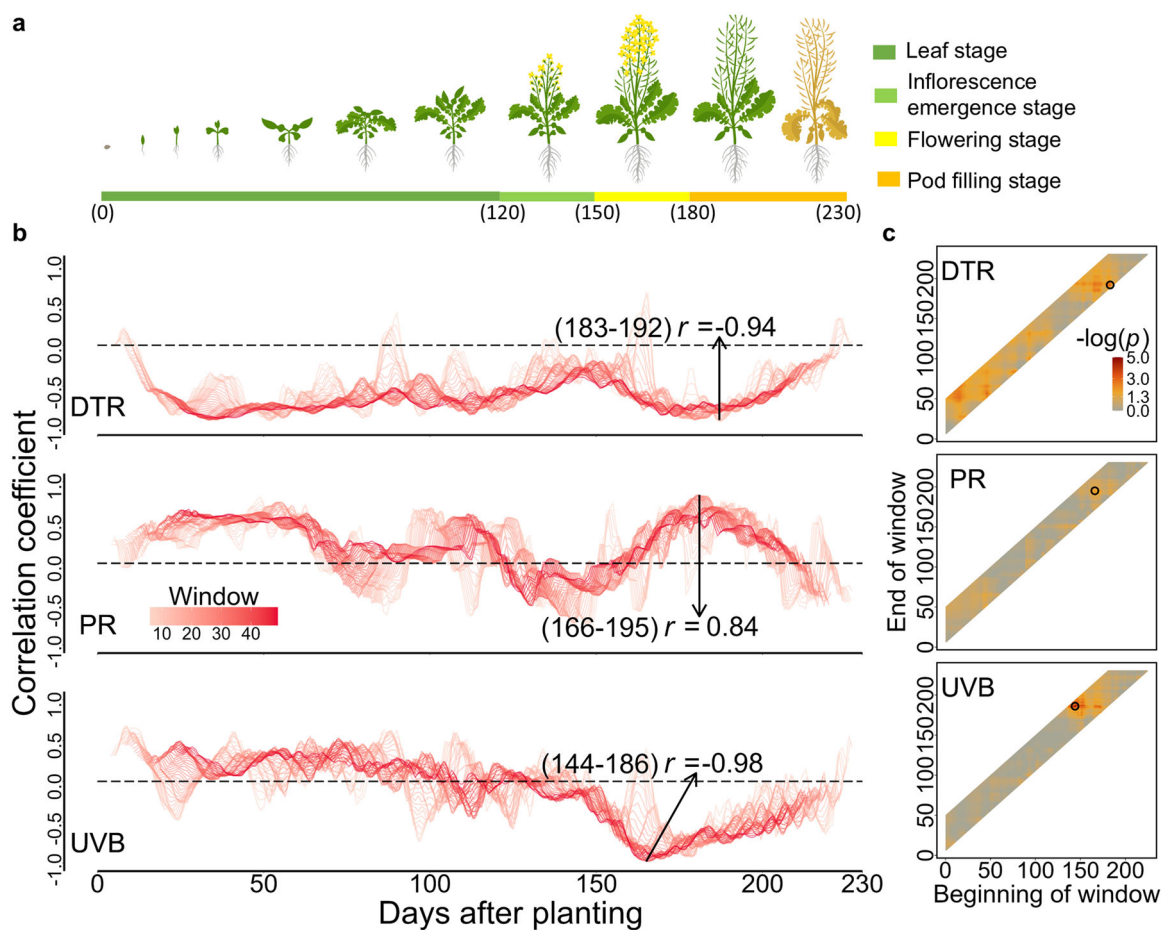 a
Leaf stage
Inflorescence
emergence stage
Flowering stage
Pod filling stage
(0)
(120)
(150)
(180)
(230)
b
Correlation coefficient
1.0
0.5
0.0
-0.5
-1.0
(183-192) r =-0.94
DTR
1.0
0.5
0.0
-0.5
-1.0
Window
10 20 30 40
PR
(166-195) r = 0.84
1.0
0.5
0.0
-0.5
-1.0
(144-186) r =-0.98
UVB
0 50 100 150 200 230
Days after planting
c
DTR
200
150
100
50
0
-log(p)
5.0
3.0
1.3
0.0
End of window
PR
200
150
100
50
0
UVB
200
150
100
50
0
0 50 100 150 200
Beginning of window